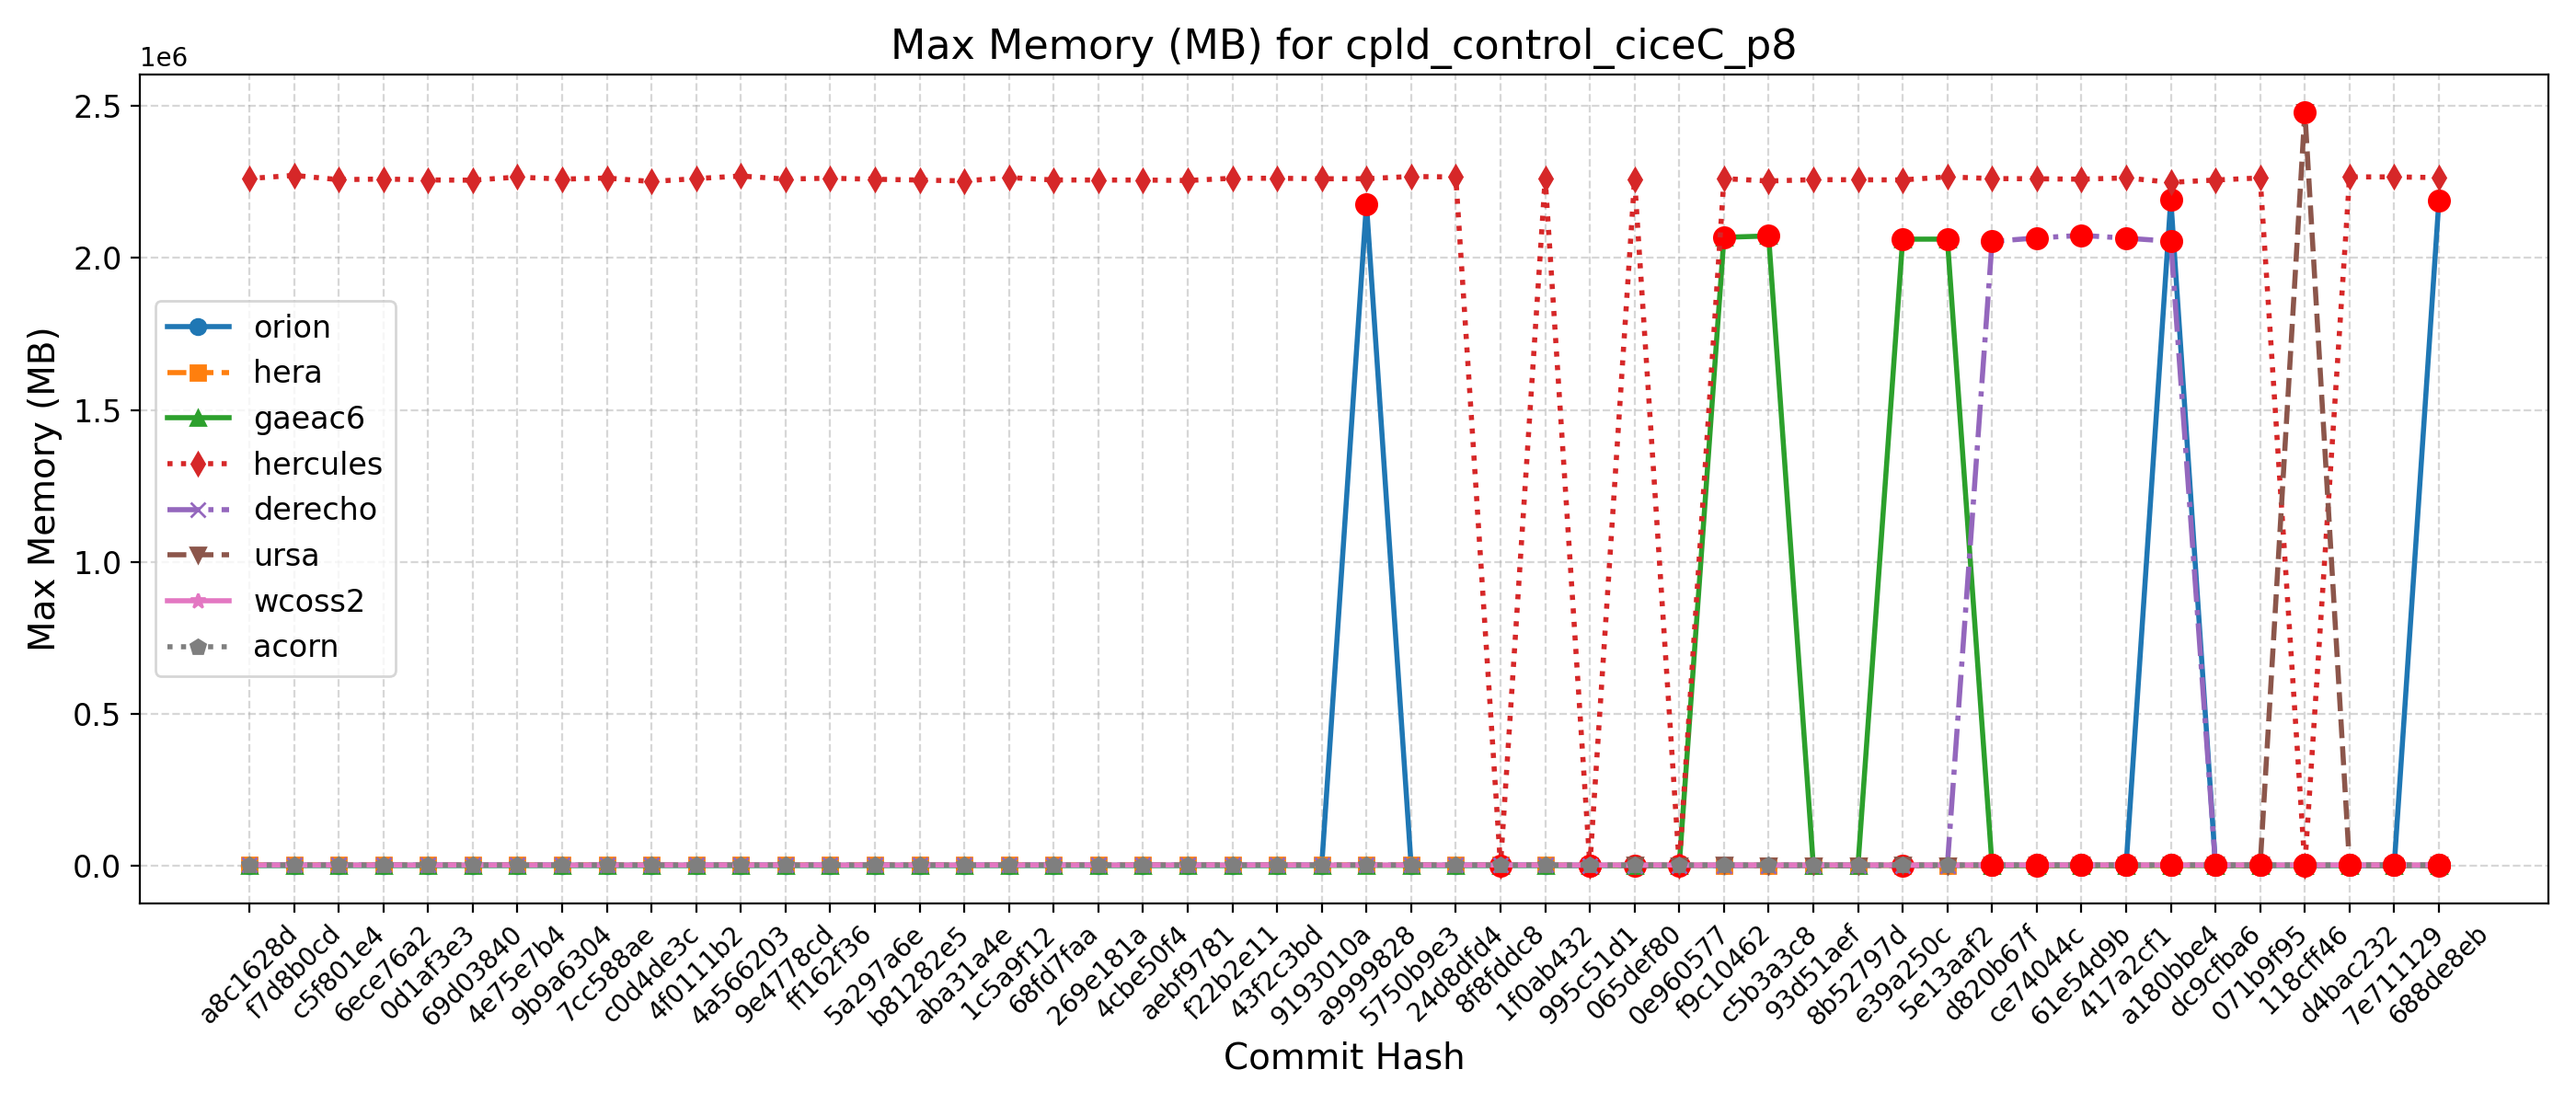 Max Memory (MB) for cpld_control_ciceC_p8
1e6
2.5
2.0
1.5
1.0
0.5
0.0
Max Memory (MB)
orion
hera
gaeac6
hercules
derecho
ursa
wcoss2
acorn
a8c1628d
f7d8b0cd
c5f801e4
6ece76a2
0d1af3e3
69d03840
4e75e7b4
9b9a6304
7cc588ae
c0d4de3c
4f0111b2
4a566203
9e4778cd
ff162f36
5a297a6e
b81282e5
aba31a4e
1c5a9f12
68fd7faa
269e181a
4cbe50f4
aebf9781
f22b2e11
43f2c3bd
9193010a
a9999828
5750b9e3
24d8dfd4
8f8fddc8
1f0ab432
995c51d1
065def80
0e960577
f9c10462
c5b3a3c8
93d51aef
8b52797d
e39a250c
5e13aaf2
d820b67f
ce74044c
61e54d9b
417a2cf1
a180bbe4
dc9cfba6
071b9f95
118cff46
d4bac232
7e711129
688de8eb
Commit Hash